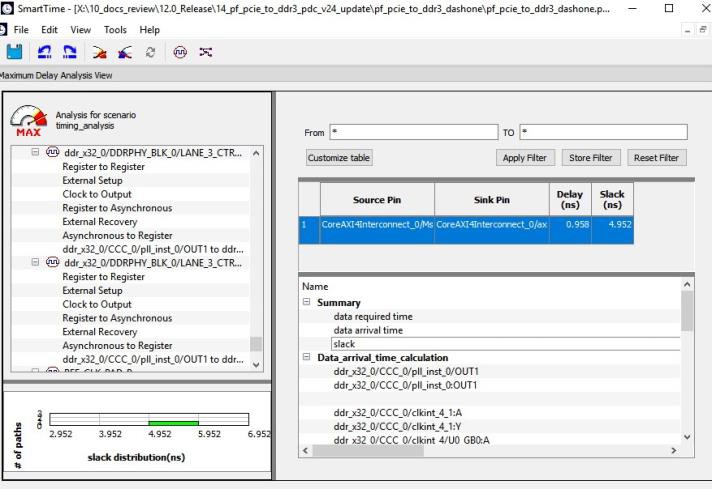 SmartTime - [X:\10_docs_review\12.0_Release\14_pf_pcie_to_ddr3_pdc_v24_update\pf_pcie_to_ddr3_dashone\pf_pcie_to_ddr3_dashone.p...
File Edit View Tools Help
Maximum Delay Analysis View
Analysis for scenario
timing_analysis
MAX
ddr_x32_0/DDRPHY_BLK_0/LANE_3_CTR...
Register to Register
External Setup
Clock to Output
Register to Asynchronous
External Recovery
Asynchronous to Register
ddr_x32_0/CCC_0/pll_inst_0/OUT1 to ddr...
ddr_x32_0/DDRPHY_BLK_0/LANE_3_CTR...
Register to Register
External Setup
Clock to Output
Register to Asynchronous
External Recovery
Asynchronous to Register
ddr_x32_0/CCC_0/pll_inst_0/OUT1 to ddr...
REF_CLK_PAD_P
# of paths
2.952 3.952 4.952 5.952 6.952
slack distribution(ns)
From * TO *
Customize table Apply Filter Store Filter Reset Filter
Source Pin Sink Pin Delay (ns) Slack (ns)
1 CoreAXI4Interconnect_0/Ms CoreAXI4Interconnect_0/ax 0.958 4.952
Name
Summary
data required time
data arrival time
slack
Data_arrival_time_calculation
ddr_x32_0/CCC_0/pll_inst_0/OUT1
ddr_x32_0/CCC_0/pll_inst_0:OUT1
ddr_x32_0/CCC_0/clkint_4_1:A
ddr_x32_0/CCC_0/clkint_4_1:Y
ddr_x32_0/CCC_0/clkint_4/U0_GB0:A